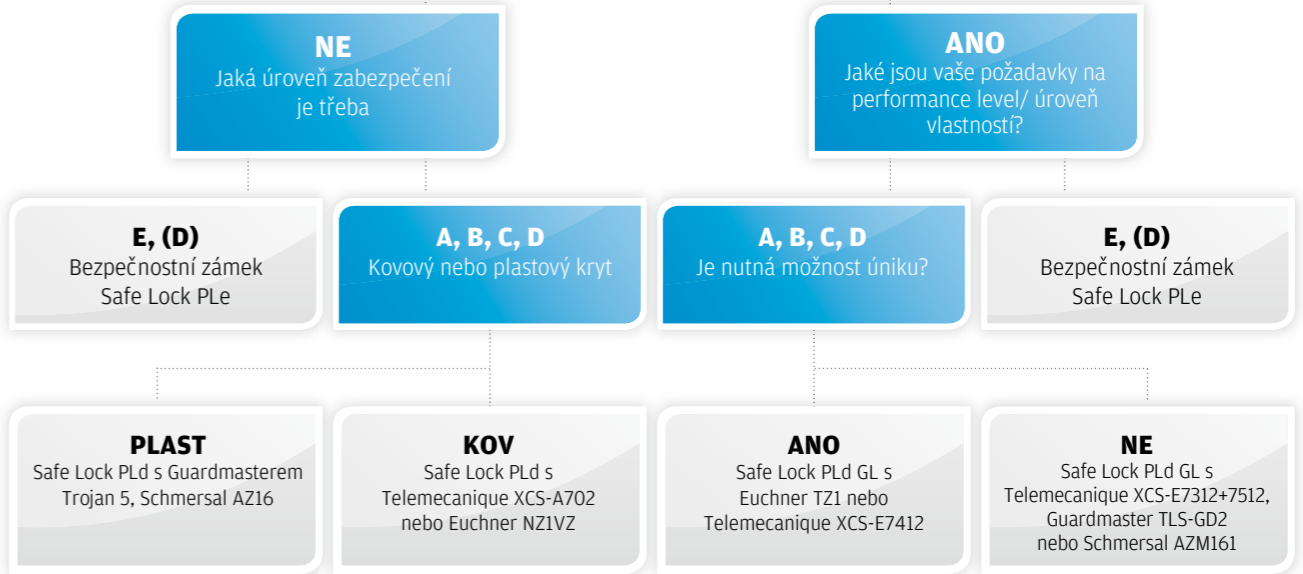 NE
Jaká úroveň zabezpečení
je třeba
ANO
Jaké jsou vaše požadavky na
performance level/ úroveň
vlastností?
E, (D)
Bezpečnostní zámek
Safe Lock PLe
A, B, C, D
Kovový nebo plastový kryt
A, B, C, D
Je nutná možnost úniku?
E, (D)
Bezpečnostní zámek
Safe Lock PLe
PLAST
Safe Lock PLd s Guardmasterem
Trojan 5, Schmersal AZ16
KOV
Safe Lock PLd s
Telemecanique XCS-A702
nebo Euchner NZ1VZ
ANO
Safe Lock PLd GL s
Euchner TZ1 nebo
Telemecanique XCS-E7412
NE
Safe Lock PLd GL s
Telemecanique XCS-E7312+7512,
Guardmaster TLS-GD2
nebo Schmersal AZM161